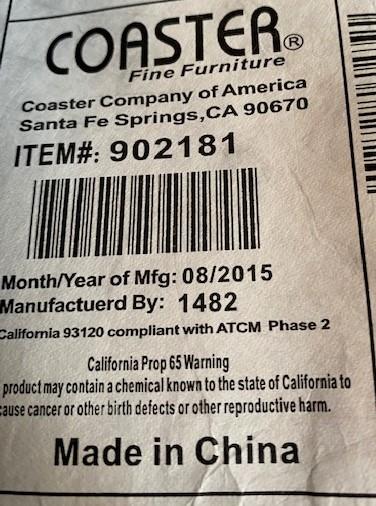 COASTER®
Fine Furniture
Coaster Company of America
Santa Fe Springs,CA 90670
ITEM#: 902181
Month/Year of Mfg: 08/2015
Manufactuerd By: 1482
California 93120 compliant with ATCM Phase 2
California Prop 65 Warning
product may contain a chemical known to the state of California to
cause cancer or other birth defects or other reproductive harm.
Made in China